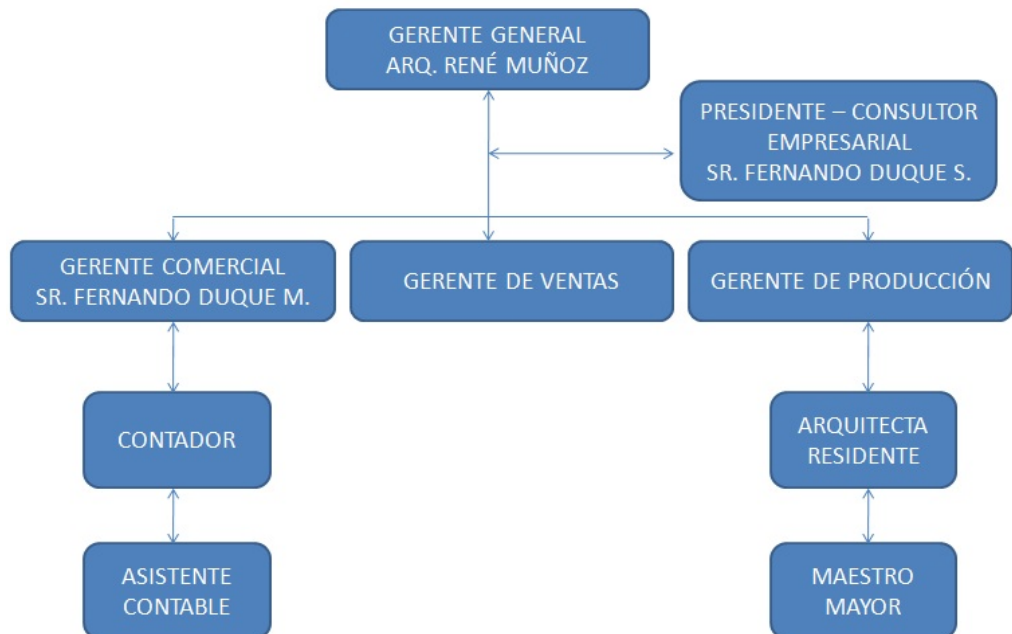 GERENTE GENERAL
ARQ. RENÉ MUÑOZ
PRESIDENTE – CONSULTOR
EMPRESARIAL
SR. FERNANDO DUQUE S.
GERENTE COMERCIAL
SR. FERNANDO DUQUE M.
GERENTE DE VENTAS
GERENTE DE PRODUCCIÓN
CONTADOR
ARQUITECTA
RESIDENTE
ASISTENTE
CONTABLE
MAESTRO
MAYOR